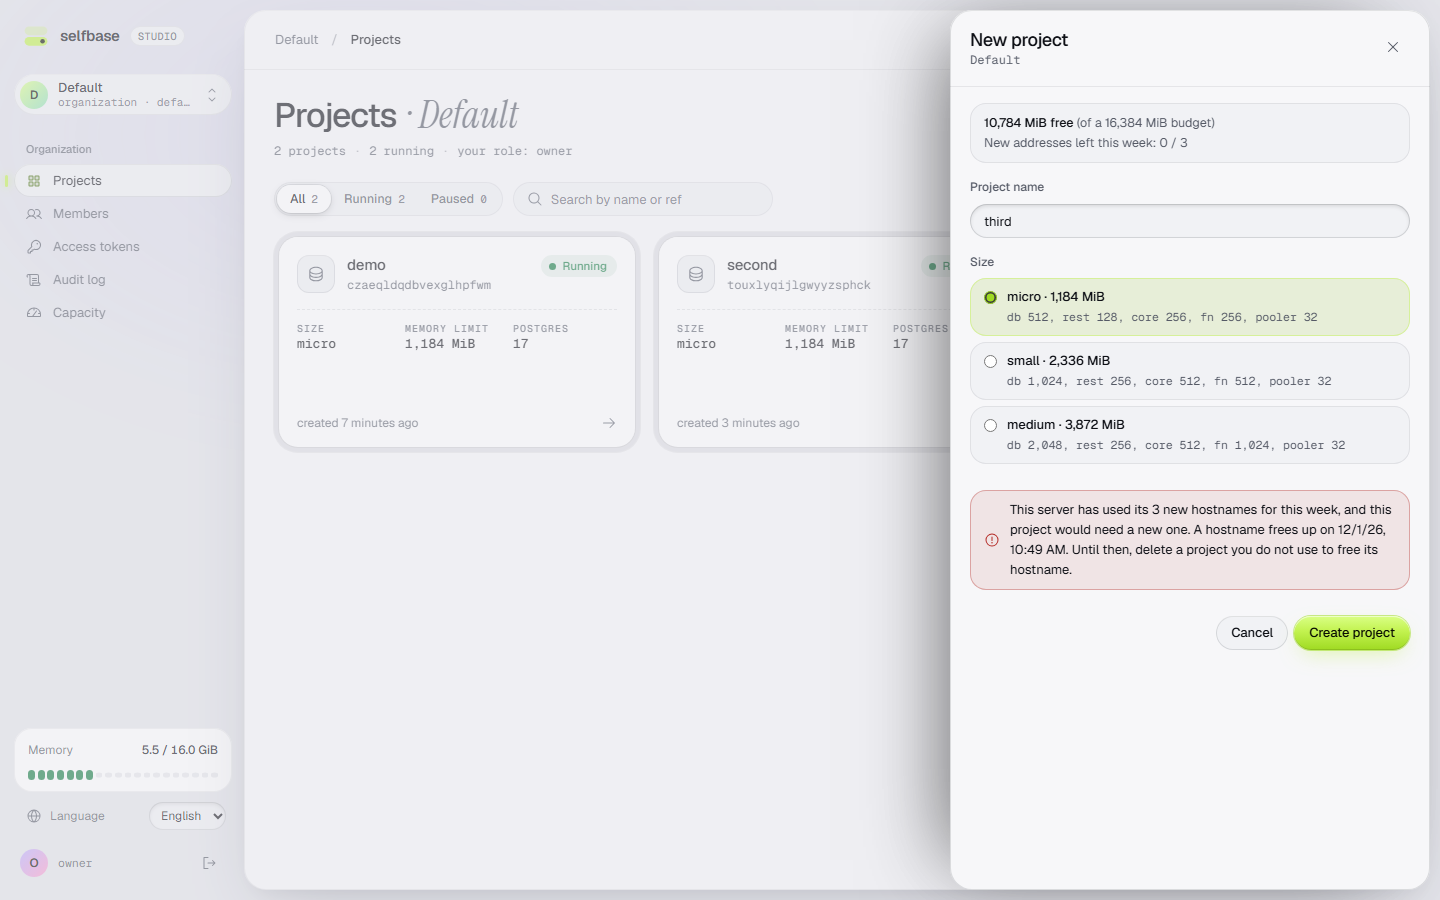 selfbase STUDIO
D
Default
organization · defa…
Organization
Projects
Members
Access tokens
Audit log
Capacity
Memory 5.5 / 16.0 GiB
Language English
O owner
Default / Projects
Projects · Default
2 projects · 2 running · your role: owner
All 2 Running 2 Paused 0 Search by name or ref
demo Running
czaeqldqdbvexglhpfwm
SIZE MEMORY LIMIT POSTGRES
micro 1,184 MiB 17
created 7 minutes ago
second R
touxlyqijlgwyyzsphck
SIZE MEMORY LIMIT POSTGRES
micro 1,184 MiB 17
created 3 minutes ago
New project
Default
10,784 MiB free (of a 16,384 MiB budget)
New addresses left this week: 0 / 3
Project name
third
Size
micro · 1,184 MiB
db 512, rest 128, core 256, fn 256, pooler 32
small · 2,336 MiB
db 1,024, rest 256, core 512, fn 512, pooler 32
medium · 3,872 MiB
db 2,048, rest 256, core 512, fn 1,024, pooler 32
This server has used its 3 new hostnames for this week, and this
project would need a new one. A hostname frees up on 12/1/26,
10:49 AM. Until then, delete a project you do not use to free its
hostname.
Cancel Create project